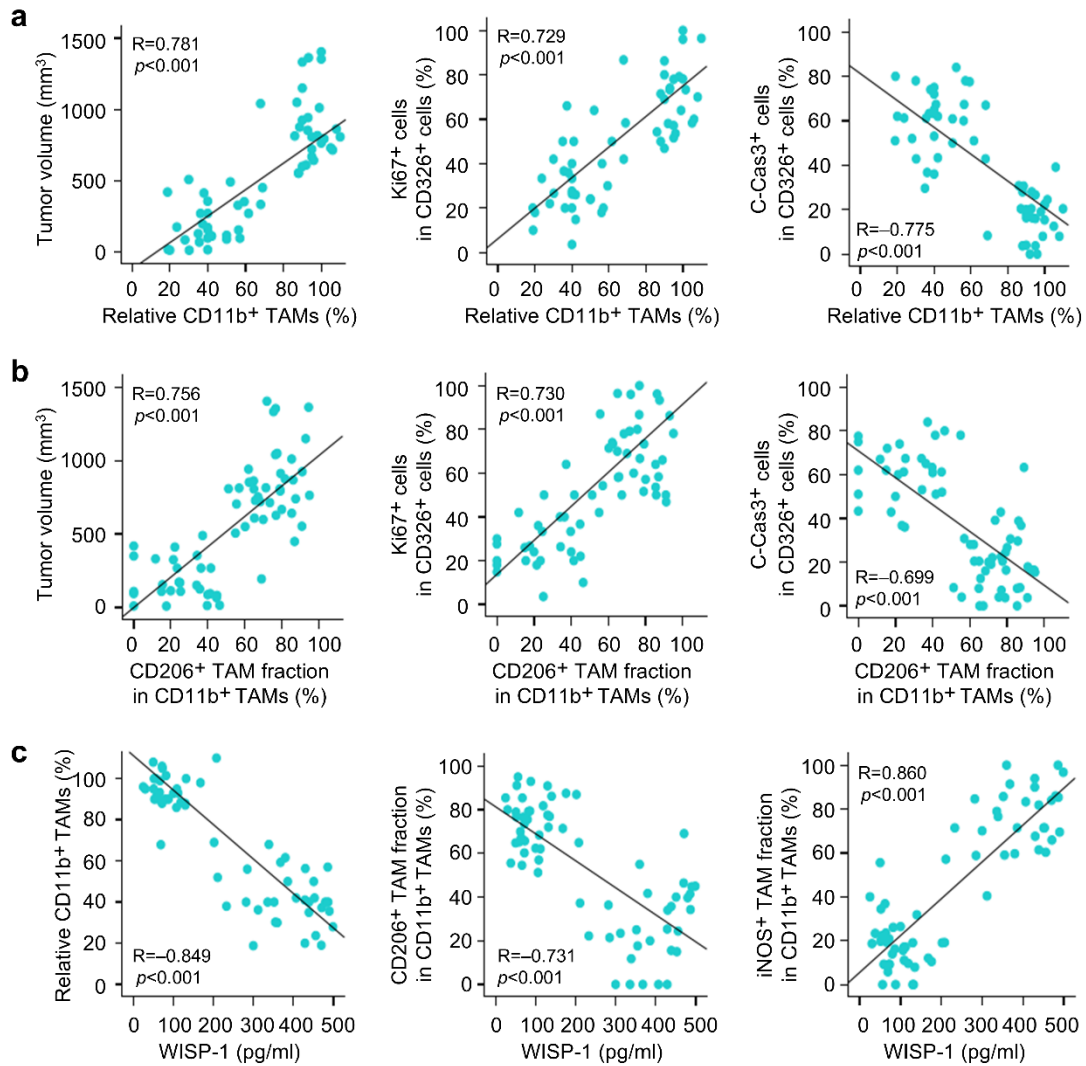 a
R=0.781
p<0.001
Tumor volume (mm³)
1500
1000
500
0
0 20 40 60 80 100
Relative CD11b⁺ TAMs (%)
R=0.729
p<0.001
Ki67⁺ cells
in CD326⁺ cells (%)
100
80
60
40
20
0
0 20 40 60 80 100
Relative CD11b⁺ TAMs (%)
C-Cas3⁺ cells
in CD326⁺ cells (%)
100
80
60
40
20
0
R=–0.775
p<0.001
0 20 40 60 80 100
Relative CD11b⁺ TAMs (%)
b
R=0.756
p<0.001
Tumor volume (mm³)
1500
1000
500
0
0 20 40 60 80 100
CD206⁺ TAM fraction
in CD11b⁺ TAMs (%)
R=0.730
p<0.001
Ki67⁺ cells
in CD326⁺ cells (%)
100
80
60
40
20
0
0 20 40 60 80 100
CD206⁺ TAM fraction
in CD11b⁺ TAMs (%)
C-Cas3⁺ cells
in CD326⁺ cells (%)
100
80
60
40
20
0
R=–0.699
p<0.001
0 20 40 60 80 100
CD206⁺ TAM fraction
in CD11b⁺ TAMs (%)
c
Relative CD11b⁺ TAMs (%)
100
80
60
40
20
0
R=–0.849
p<0.001
0 100 200 300 400 500
WISP-1 (pg/ml)
CD206⁺ TAM fraction
in CD11b⁺ TAMs (%)
100
80
60
40
20
0
R=–0.731
p<0.001
0 100 200 300 400 500
WISP-1 (pg/ml)
R=0.860
p<0.001
iNOS⁺ TAM fraction
in CD11b⁺ TAMs (%)
100
80
60
40
20
0
0 100 200 300 400 500
WISP-1 (pg/ml)